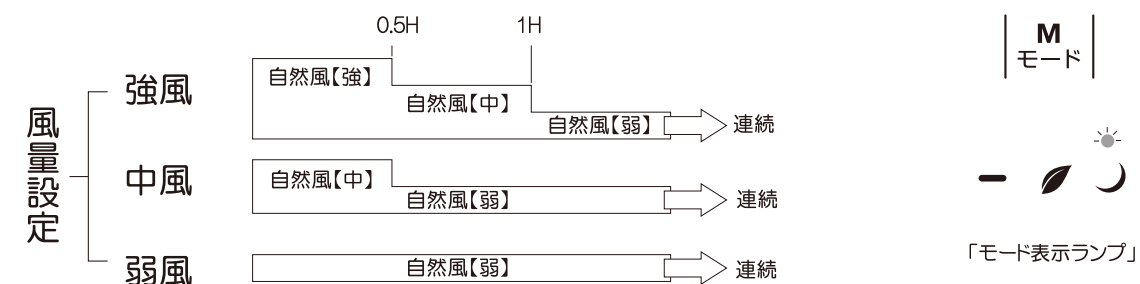 0.5H
1H
風量設定
強風
自然風【強】
自然風【中】
自然風【弱】
連続
中風
自然風【中】
自然風【弱】
連続
弱風
自然風【弱】
連続
M
モード
「モード表示ランプ」